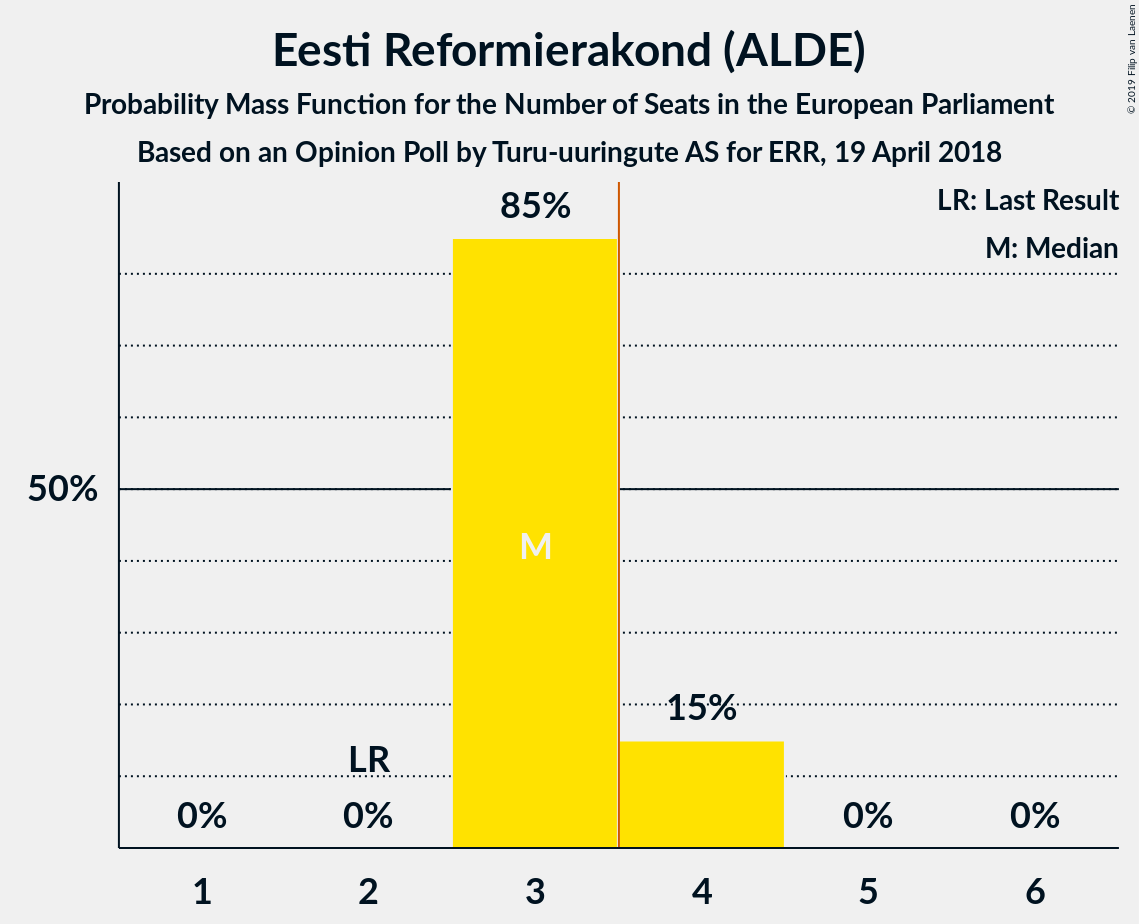 Eesti Reformierakond (ALDE)
Probability Mass Function for the Number of Seats in the European Parliament
Based on an Opinion Poll by Turu-uuringute AS for ERR, 19 April 2018
© 2019 Filip van Laenen
LR: Last Result
M: Median
85%
50%
M
15%
LR
0% 0% 0% 0%
1 2 3 4 5 6